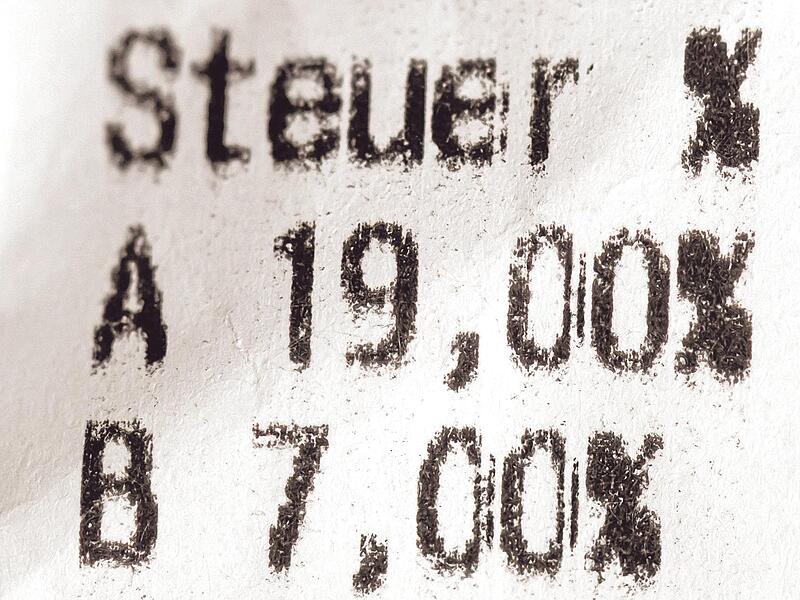 Steuer %
A 19,00%
B 7,00%